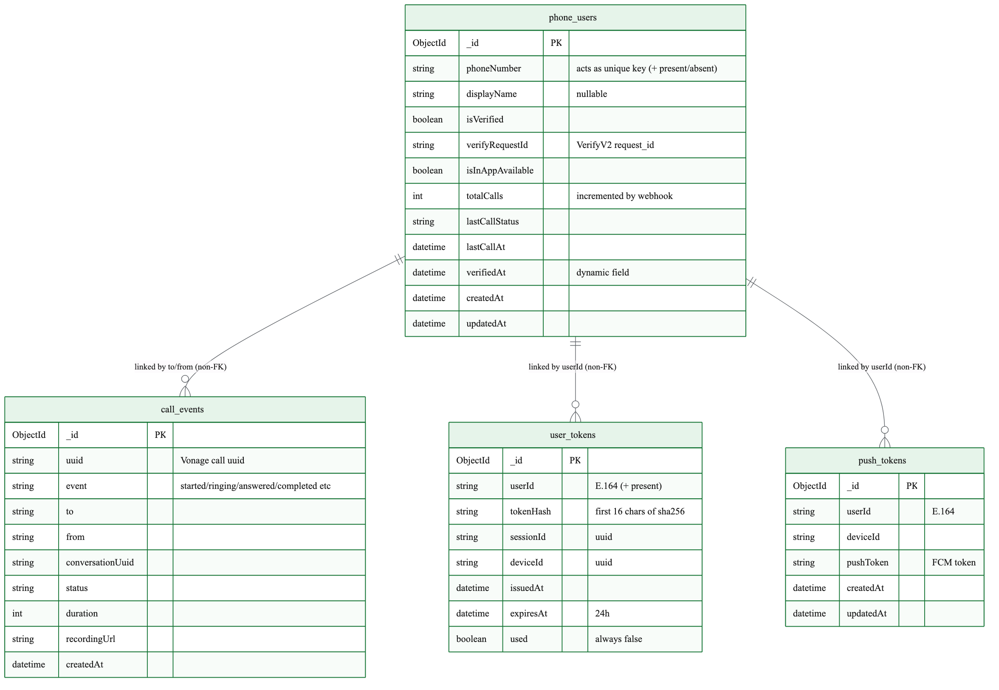 phone_users
ObjectId _id PK
string phoneNumber acts as unique key (+ present/absent)
string displayName nullable
boolean isVerified
string verifyRequestId VerifyV2 request_id
boolean isInAppAvailable
int totalCalls incremented by webhook
string lastCallStatus
datetime lastCallAt
datetime verifiedAt dynamic field
datetime createdAt
datetime updatedAt
linked by to/from (non-FK)
linked by userId (non-FK)
linked by userId (non-FK)
call_events
ObjectId _id PK
string uuid Vonage call uuid
string event started/ringing/answered/completed etc
string to
string from
string conversationUuid
string status
int duration
string recordingUrl
datetime createdAt
user_tokens
ObjectId _id PK
string userId E.164 (+ present)
string tokenHash first 16 chars of sha256
string sessionId uuid
string deviceId uuid
datetime issuedAt
datetime expiresAt 24h
boolean used always false
push_tokens
ObjectId _id PK
string userId E.164
string deviceId
string pushToken FCM token
datetime createdAt
datetime updatedAt